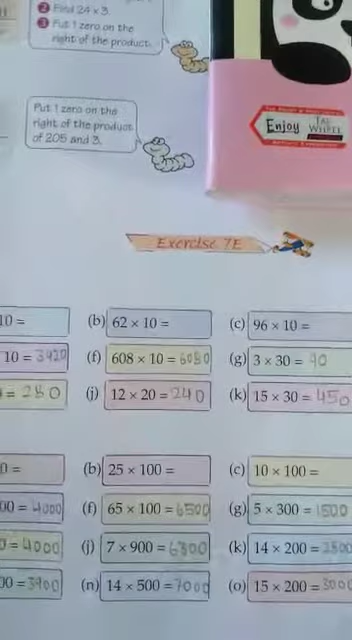 ② Find 24 × 3.
③ Put 1 zero on the
right of the product.
Put 1 zero on the
right of the product
of 205 and 3.
Enjoy
Exercise 7E
10 =
(b) 62 × 10 =
(c) 96 × 10 =
10 = 3420
(f) 608 × 10 = 6080
(g) 3 × 30 = 90
= 280
(j) 12 × 20 = 240
(k) 15 × 30 = 450
0 =
(b) 25 × 100 =
(c) 10 × 100 =
00 = 4000
(f) 65 × 100 = 6500
(g) 5 × 300 = 1500
0 = 4000
(j) 7 × 900 = 6300
(k) 14 × 200 = 2800
00 = 3900
(n) 14 × 500 = 7000
(o) 15 × 200 = 3000